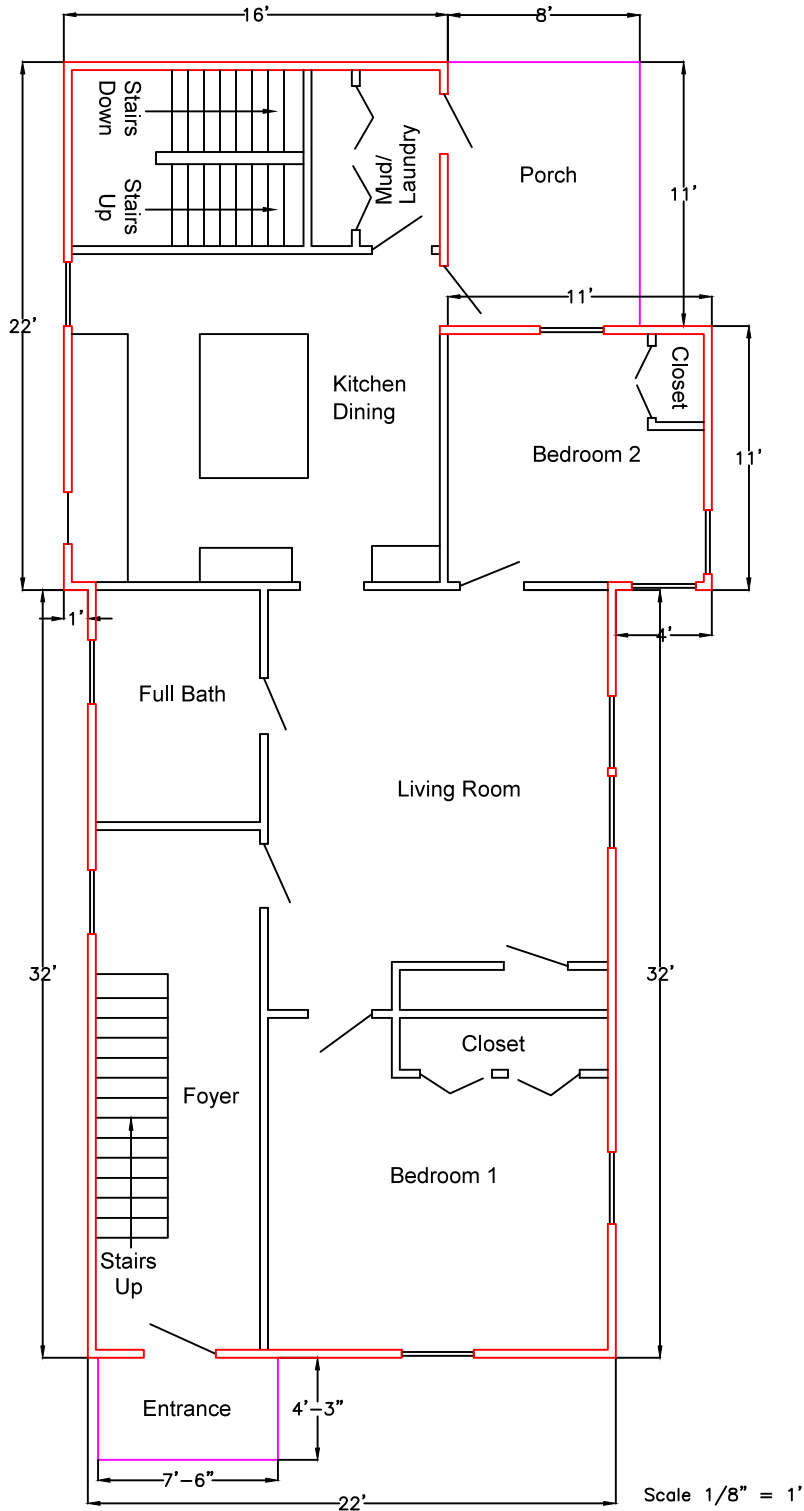 16'
8'
Stairs
Down
Stairs
Up
Mud/
Laundry
Porch
11'
11'
22'
Closet
Kitchen
Dining
Bedroom 2
11'
1'
4'
Full Bath
Living Room
32'
32'
Closet
Foyer
Bedroom 1
Stairs
Up
Entrance
4'-3"
7'-6"
22'
Scale 1/8" = 1'